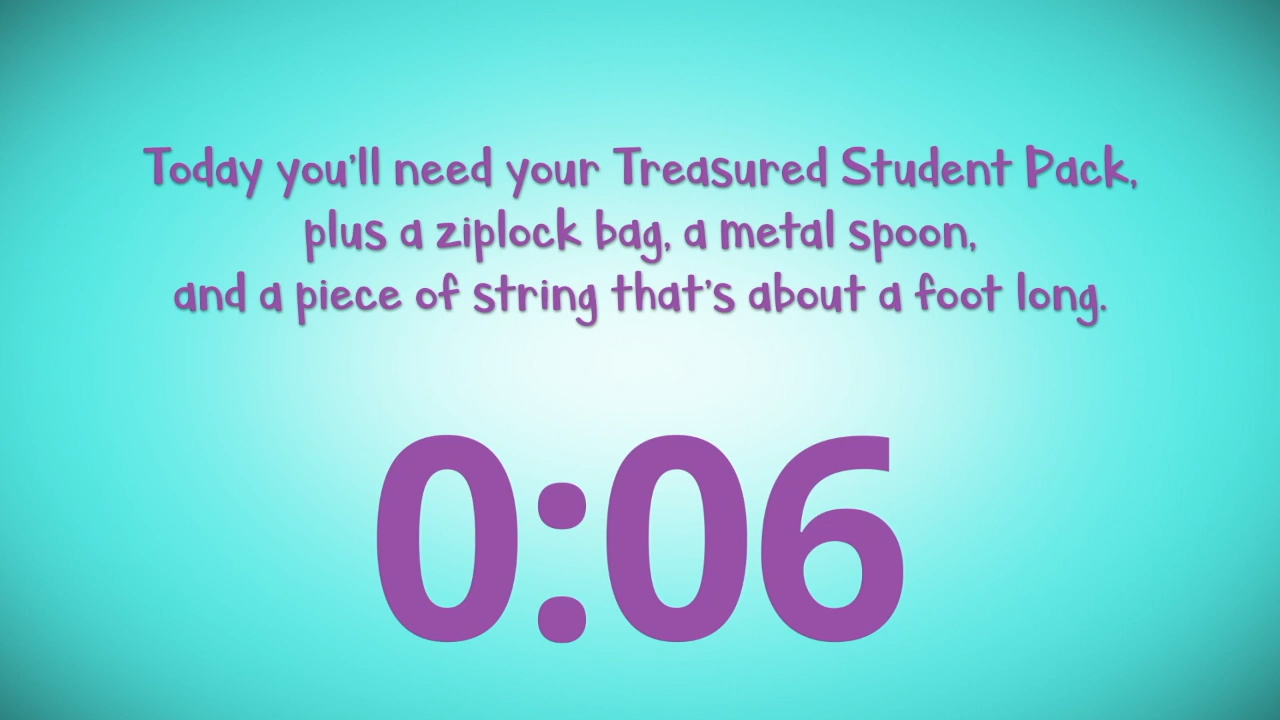 Today you'll need your Treasured Student Pack,
plus a ziplock bag, a metal spoon,
and a piece of string that's about a foot long.
0:06